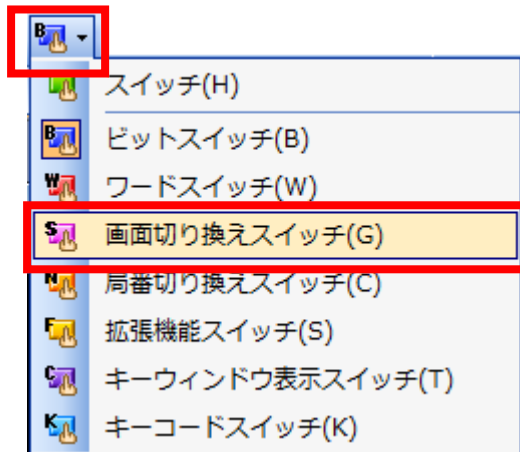 B
スイッチ(H)
B ビットスイッチ(B)
W ワードスイッチ(W)
S 画面切り換えスイッチ(G)
N 局番切り換えスイッチ(C)
F 拡張機能スイッチ(S)
C キーウィンドウ表示スイッチ(T)
K キーコードスイッチ(K)